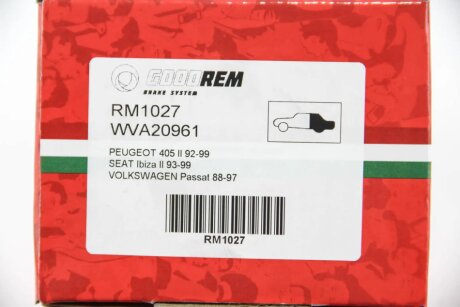 GOODREM
BRAKE SYSTEM
RM1027
WVA20961
PEUGEOT 405 II 92-99
SEAT Ibiza II 93-99
VOLKSWAGEN Passat 88-97
RM1027